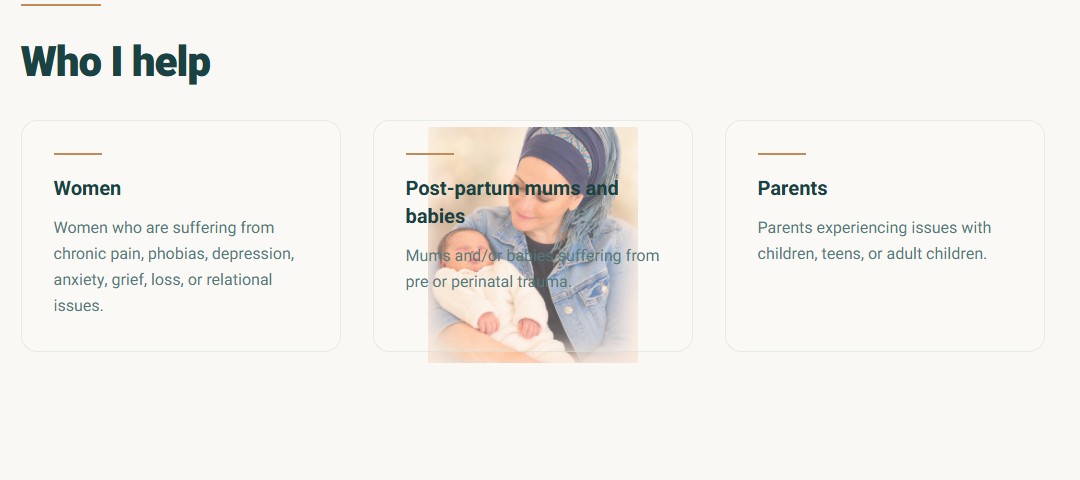 Who I help
Women
Women who are suffering from
chronic pain, phobias, depression,
anxiety, grief, loss, or relational
issues.
Post-partum mums and
babies
Mums and/or babies suffering from
pre or perinatal trauma.
Parents
Parents experiencing issues with
children, teens, or adult children.